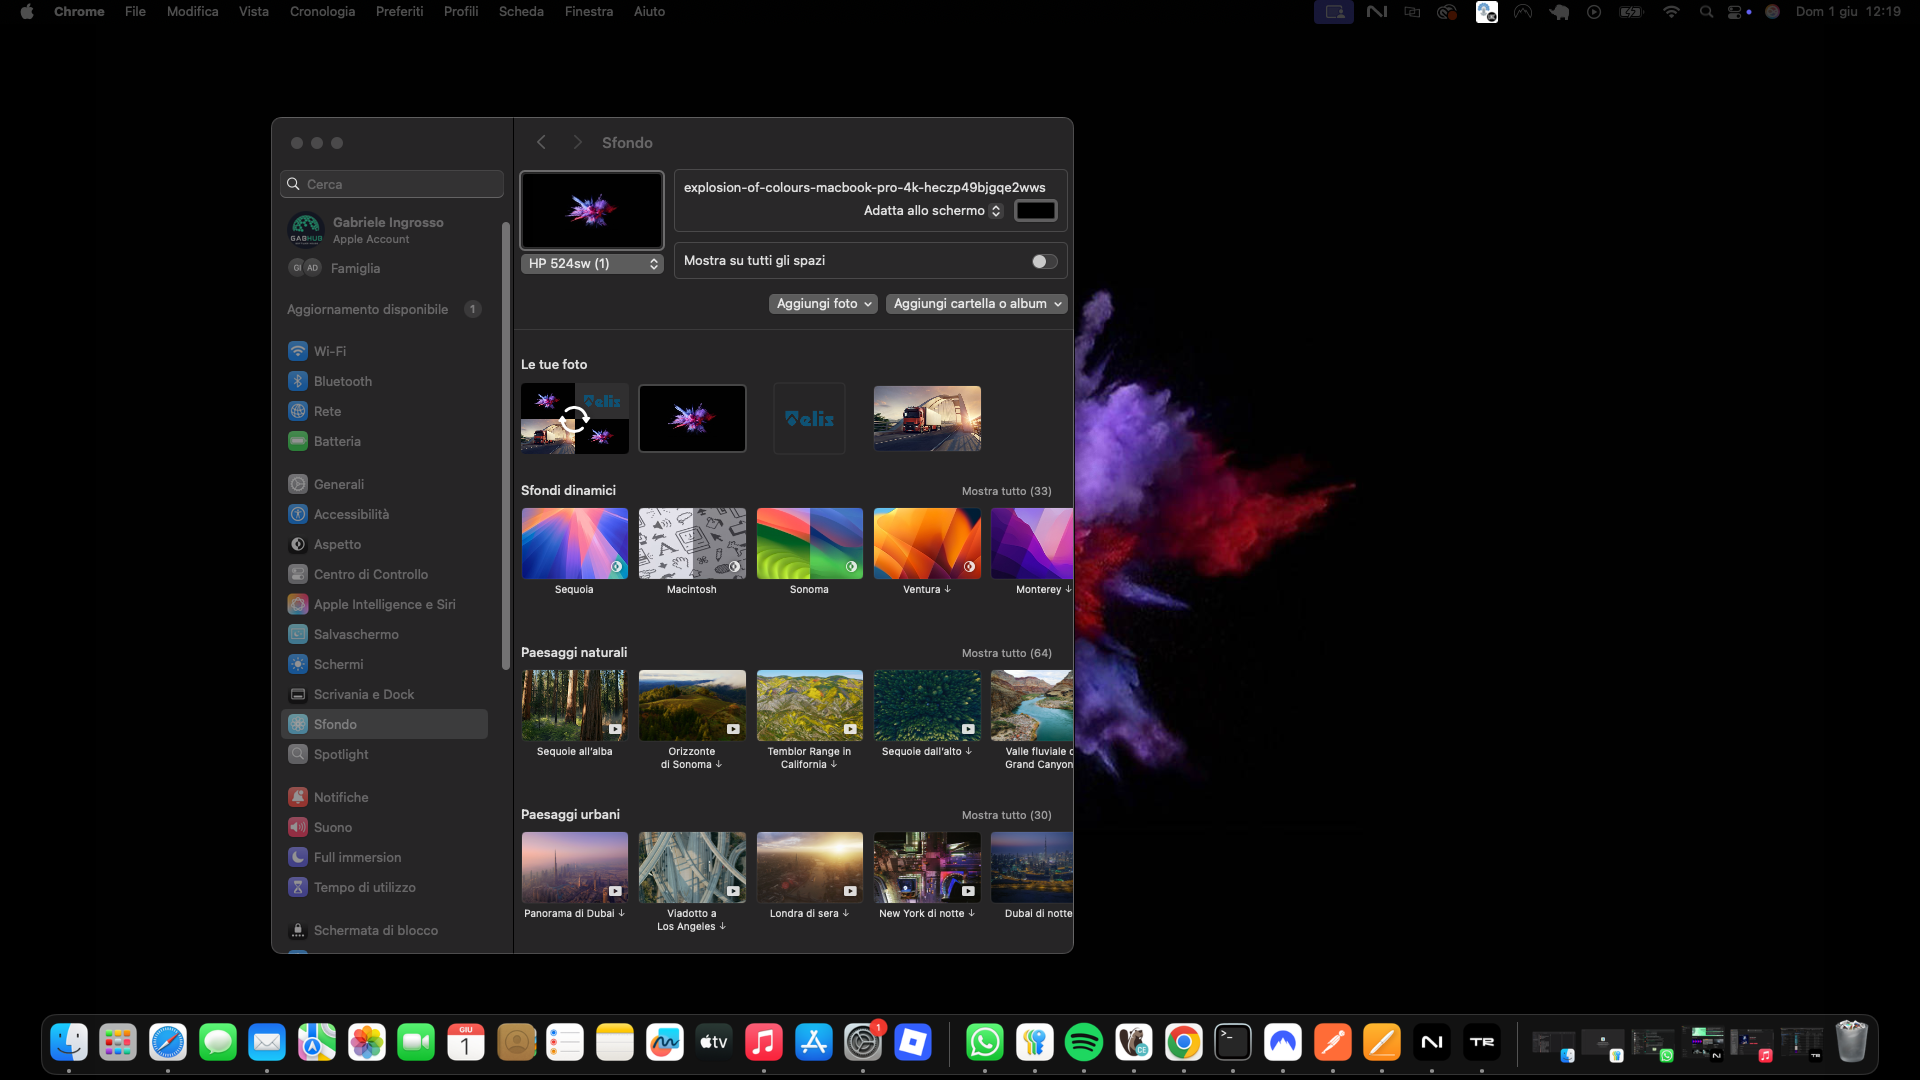 Chrome File Modifica Vista Cronologia Preferiti Profili Scheda Finestra Aiuto Dom 1 giu 12:19
Sfondo
Cerca
Gabriele Ingrosso
Apple Account
GI AD Famiglia
Aggiornamento disponibile 1
Wi-Fi
Bluetooth
Rete
Batteria
Generali
Accessibilità
Aspetto
Centro di Controllo
Apple Intelligence e Siri
Salvaschermo
Schermi
Scrivania e Dock
Sfondo
Spotlight
Notifiche
Suono
Full immersion
Tempo di utilizzo
Schermata di blocco
explosion-of-colours-macbook-pro-4k-heczp49bjgqe2wws
Adatta allo schermo
HP 524sw (1)
Mostra su tutti gli spazi
Aggiungi foto
Aggiungi cartella o album
Le tue foto
elix
elix
Sfondi dinamici
Mostra tutto (33)
Sequoia
Macintosh
Sonoma
Ventura ↓
Monterey ↓
Paesaggi naturali
Mostra tutto (64)
Sequoie all'alba
Orizzonte
di Sonoma ↓
Temblor Range in
California ↓
Sequoie dall'alto ↓
Valle fluviale
Grand Canyon
Paesaggi urbani
Mostra tutto (30)
Panorama di Dubai ↓
Viadotto a
Los Angeles ↓
Londra di sera ↓
New York di notte ↓
Dubai di notte
GIU
1
tv
1
TR